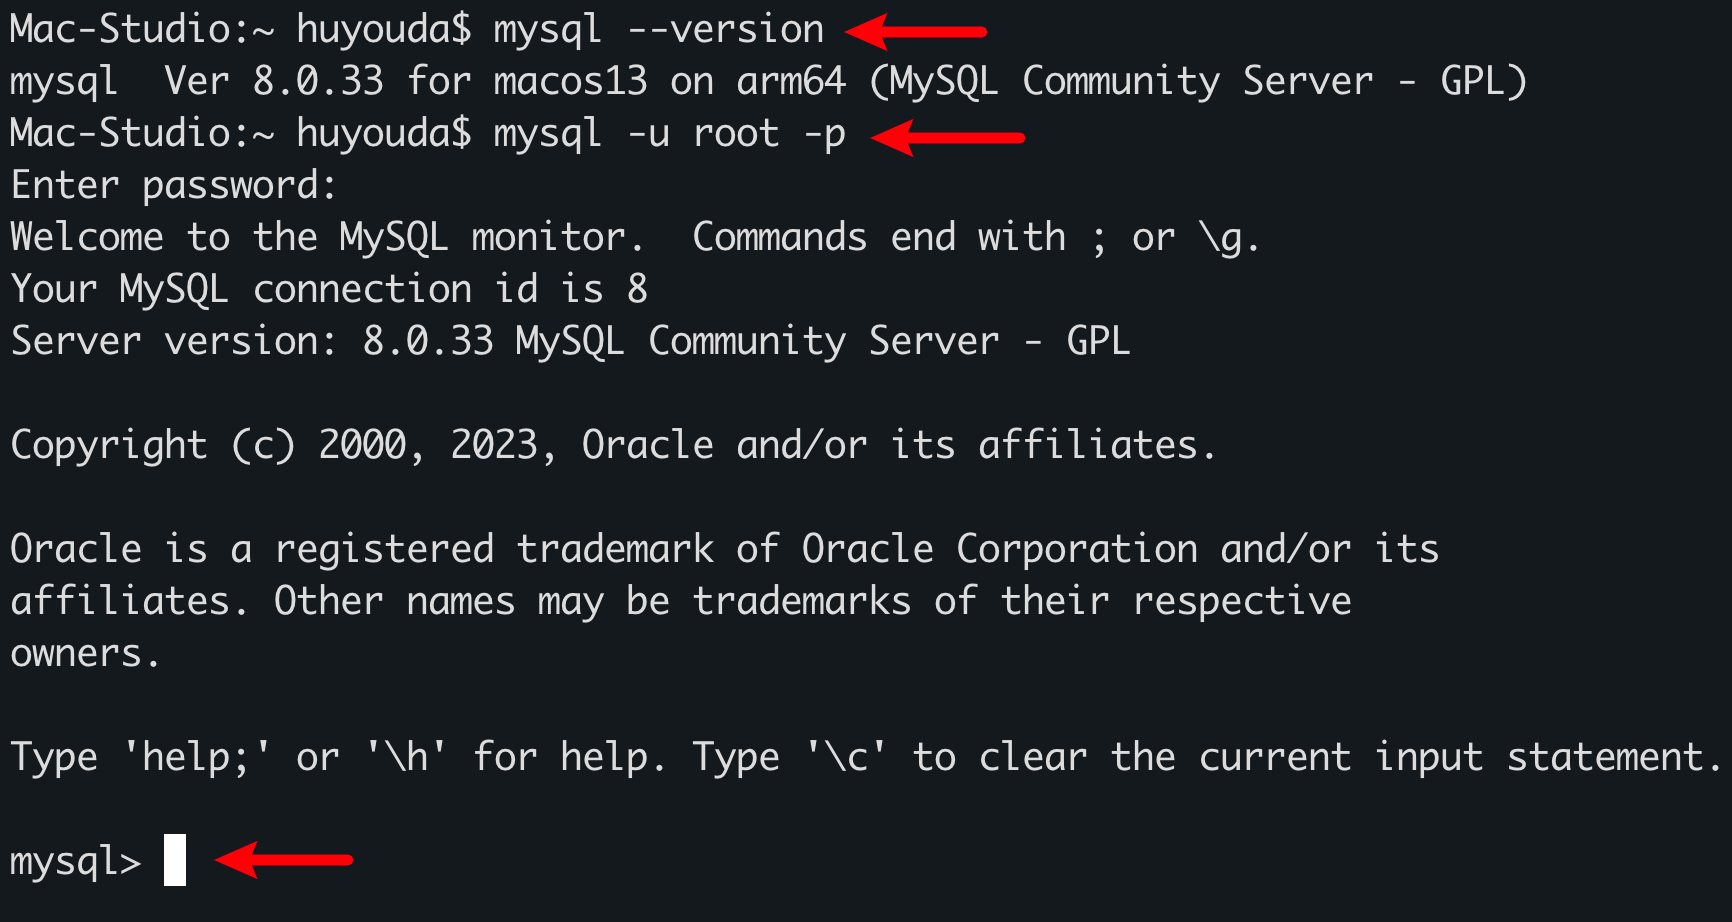 Mac-Studio:~ huyouda$ mysql --version
mysql  Ver 8.0.33 for macos13 on arm64 (MySQL Community Server - GPL)
Mac-Studio:~ huyouda$ mysql -u root -p
Enter password:
Welcome to the MySQL monitor.  Commands end with ; or \g.
Your MySQL connection id is 8
Server version: 8.0.33 MySQL Community Server - GPL

Copyright (c) 2000, 2023, Oracle and/or its affiliates.

Oracle is a registered trademark of Oracle Corporation and/or its
affiliates. Other names may be trademarks of their respective
owners.

Type 'help;' or '\h' for help. Type '\c' to clear the current input statement.

mysql>